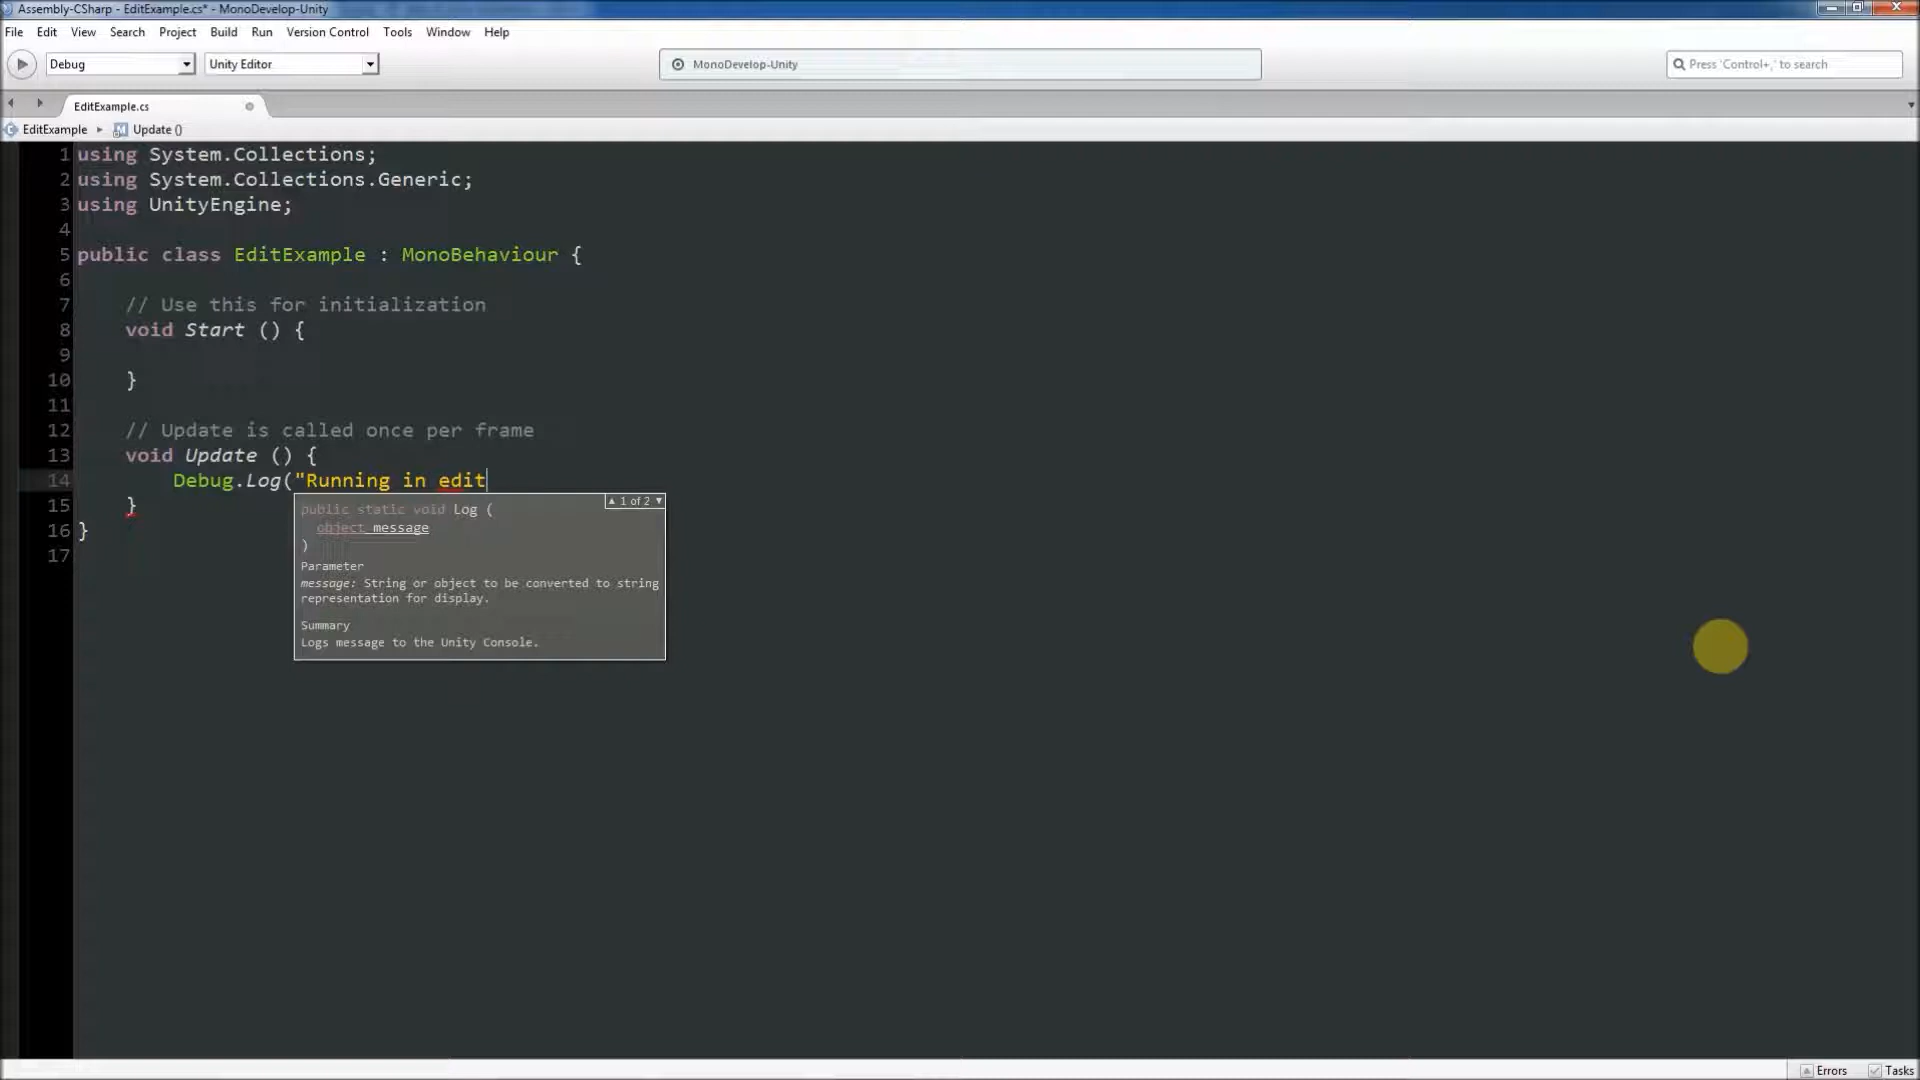 Assembly-CSharp - EditExample.cs* - MonoDevelop-Unity
File Edit View Search Project Build Run Version Control Tools Window Help
Debug Unity Editor MonoDevelop-Unity Press 'Control+,' to search
EditExample.cs
EditExample Update ()
1 using System.Collections;
2 using System.Collections.Generic;
3 using UnityEngine;
4
5 public class EditExample : MonoBehaviour {
6
7 // Use this for initialization
8 void Start () {
9
10 }
11
12 // Update is called once per frame
13 void Update () {
14 Debug.Log("Running in edit
15 }
16 }
17
1 of 2
public static void Log (
object message
)
Parameter
message: String or object to be converted to string
representation for display.
Summary
Logs message to the Unity Console.
Errors Tasks